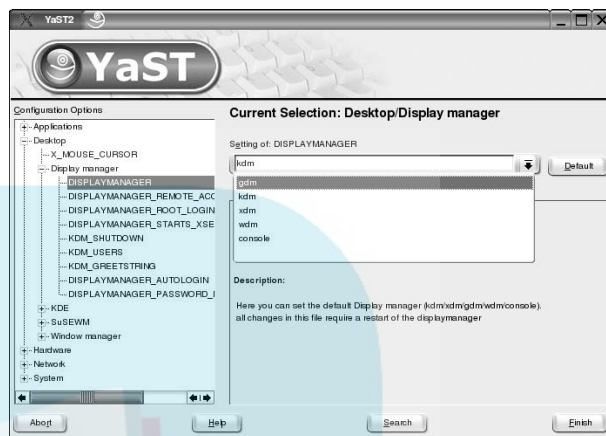 YaST2
YaST
Configuration Options
Applications
Desktop
X_MOUSE_CURSOR
Display manager
DISPLAYMANAGER
DISPLAYMANAGER_REMOTE_ACC
DISPLAYMANAGER_ROOT_LOGIN
DISPLAYMANAGER_STARTS_XSE
KDM_SHUTDOWN
KDM_USERS
KDM_GREETSTRING
DISPLAYMANAGER_AUTOLOGIN
DISPLAYMANAGER_PASSWORD_
KDE
SuSEWM
Window manager
Hardware
Network
System
Current Selection: Desktop/Display manager
Setting of: DISPLAYMANAGER
kdm
Default
gdm
kdm
xdm
wdm
console
Description:
Here you can set the default Display manager (kdm/xdm/gdm/wdm/console).
all changes in this file require a restart of the displaymanager
Abort Help Search Finish